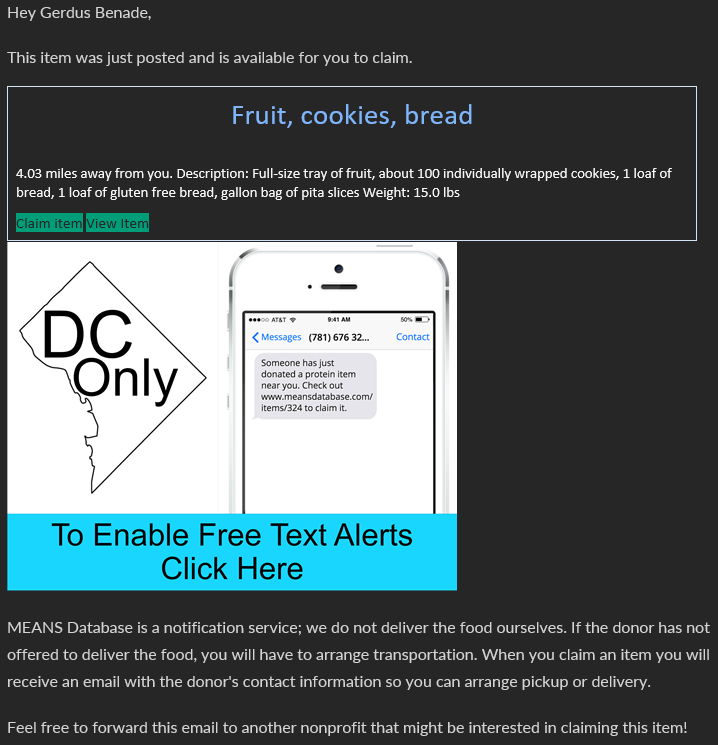 Hey Gerdus Benade,
This item was just posted and is available for you to claim.
Fruit, cookies, bread
4.03 miles away from you. Description: Full-size tray of fruit, about 100 individually wrapped cookies, 1 loaf of
bread, 1 loaf of gluten free bread, gallon bag of pita slices Weight: 15.0 lbs
Claim item View Item
DC
Only
AT&T 9:41 AM 50%
Messages (781) 676 32... Contact
Someone has just
donated a protein item
near you. Check out
www.meansdatabase.com/
items/324 to claim it.
To Enable Free Text Alerts
Click Here
MEANS Database is a notification service; we do not deliver the food ourselves. If the donor has not
offered to deliver the food, you will have to arrange transportation. When you claim an item you will
receive an email with the donor's contact information so you can arrange pickup or delivery.
Feel free to forward this email to another nonprofit that might be interested in claiming this item!